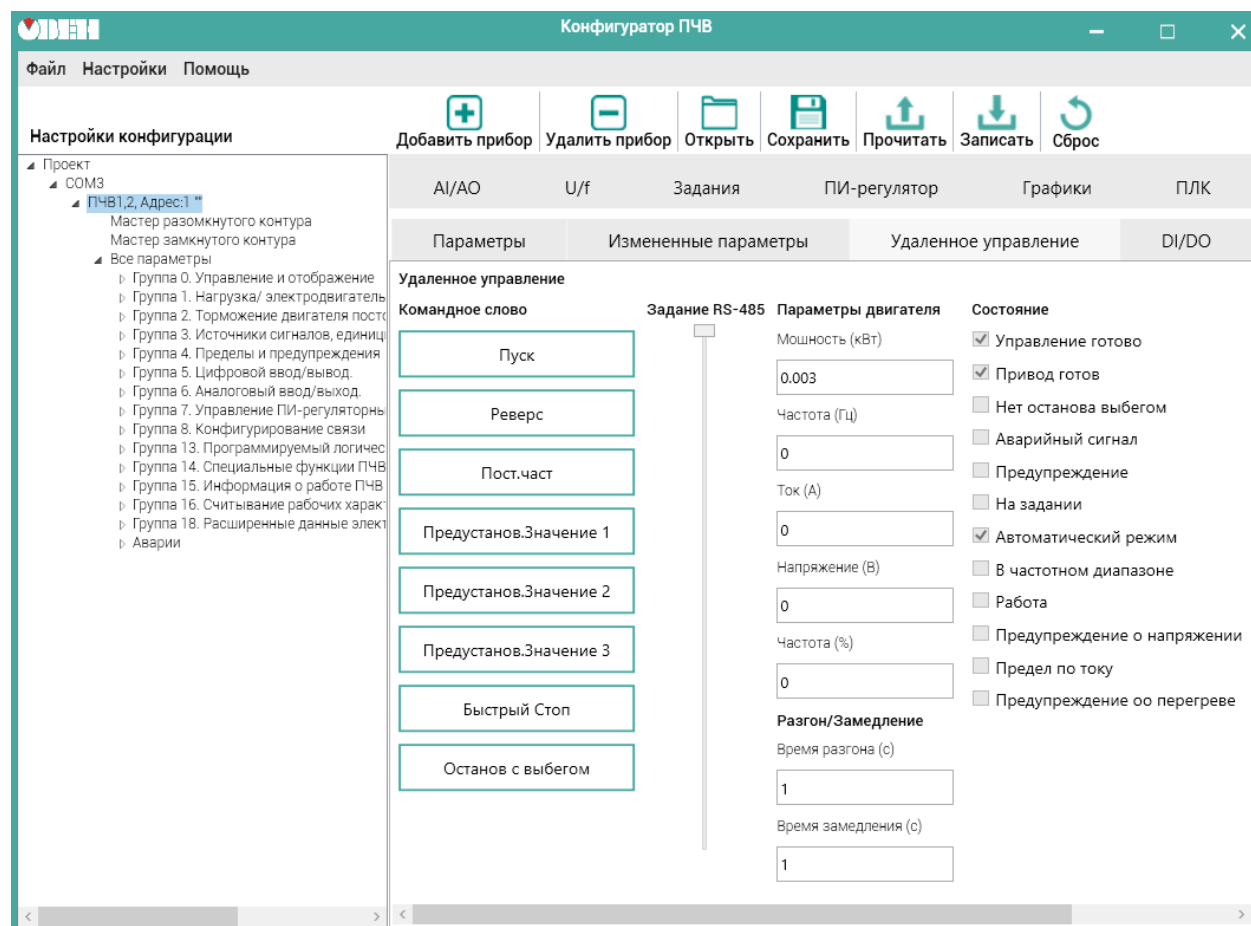 ОВЕН
Конфигуратор ПЧВ
Файл Настройки Помощь
Настройки конфигурации
Добавить прибор Удалить прибор Открыть Сохранить Прочитать Записать Сброс
Проект
COM3
ПЧВ1,2, Адрес:1 ""
Мастер разомкнутого контура
Мастер замкнутого контура
Все параметры
Группа 0. Управление и отображение
Группа 1. Нагрузка/ электродвигатель
Группа 2. Торможение двигателя посто
Группа 3. Источники сигналов, единиц
Группа 4. Пределы и предупреждения
Группа 5. Цифровой ввод/вывод.
Группа 6. Аналоговый ввод/выход.
Группа 7. Управление ПИ-регуляторны
Группа 8. Конфигурирование связи
Группа 13. Программируемый логичес
Группа 14. Специальные функции ПЧВ
Группа 15. Информация о работе ПЧВ
Группа 16. Считывание рабочих характ
Группа 18. Расширенные данные элект
Аварии
AI/AO U/f Задания ПИ-регулятор Графики ПЛК
Параметры Измененные параметры Удаленное управление DI/DO
Удаленное управление
Командное слово
Пуск
Реверс
Пост.част
Предустанов.Значение 1
Предустанов.Значение 2
Предустанов.Значение 3
Быстрый Стоп
Останов с выбегом
Задание RS-485
Параметры двигателя
Мощность (кВт)
0.003
Частота (Гц)
0
Ток (А)
0
Напряжение (В)
0
Частота (%)
0
Разгон/Замедление
Время разгона (с)
1
Время замедления (с)
1
Состояние
Управление готово
Привод готов
Нет останова выбегом
Аварийный сигнал
Предупреждение
На задании
Автоматический режим
В частотном диапазоне
Работа
Предупреждение о напряжении
Предел по току
Предупреждение оо перегреве